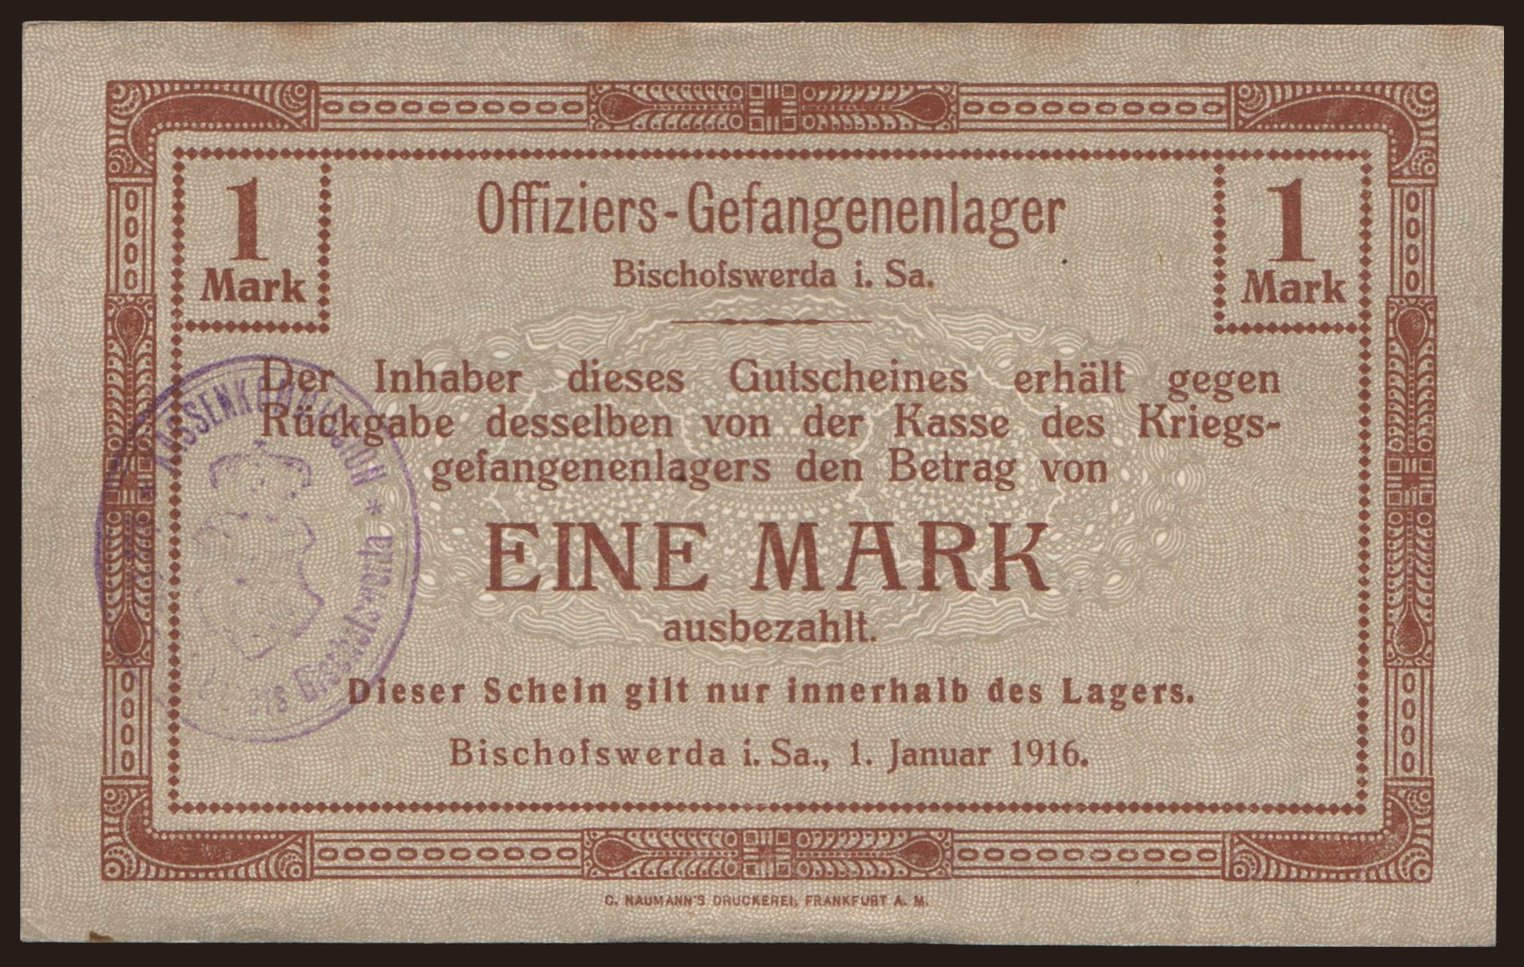 1
Mark
Offiziers-Gefangenenlager
Bischofswerda i. Sa.
1
Mark
Der Inhaber dieses Gutscheines erhält gegen
Rückgabe desselben von der Kasse des Kriegs-
gefangenenlagers den Betrag von
EINE MARK
ausbezahlt.
Dieser Schein gilt nur innerhalb des Lagers.
Bischofswerda i. Sa., 1. Januar 1916.
KASSENKOMMISSION *
Bischofswerda
C. NAUMANN'S DRUCKEREI, FRANKFURT A. M.